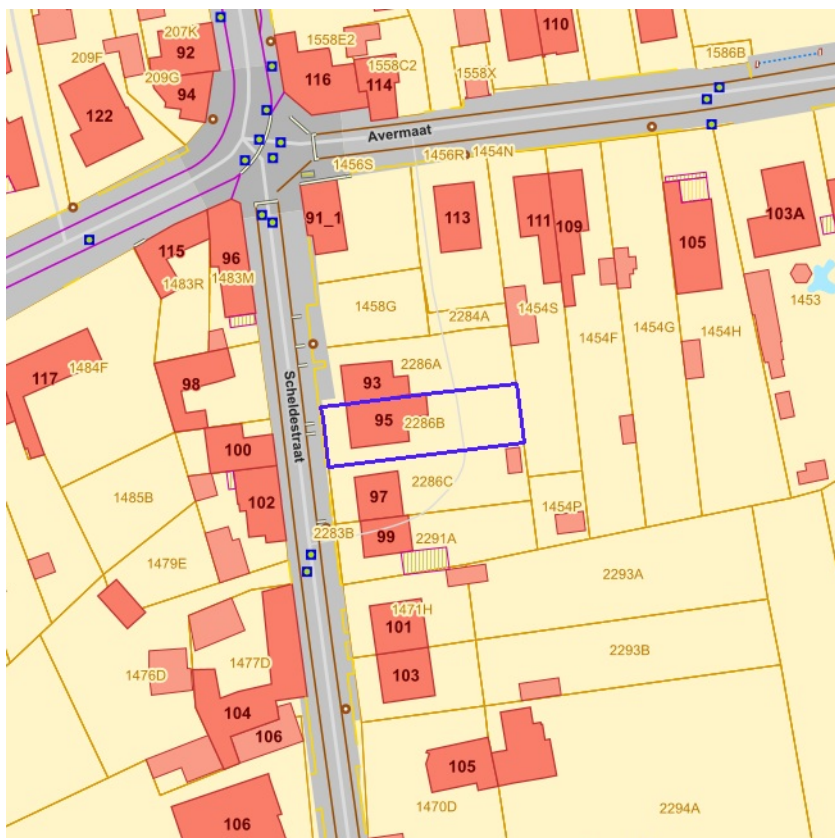 207K
92
1558E2
110
1586B
209F
209G
94
116
1558C2
114
1558X
122
Avermaat
1456S
1456R
1454N
91_1
113
111
109
105
103A
115
96
1483M
1483R
1458G
2284A
1454S
1454F
1454G
1454H
1453
117
1484F
98
Scheldestraat
93
2286A
95
2286B
100
102
97
2286C
1485B
1454P
99
2283B
2291A
1479E
2293A
101
1471H
103
2293B
1476D
1477D
104
106
105
106
1470D
2294A